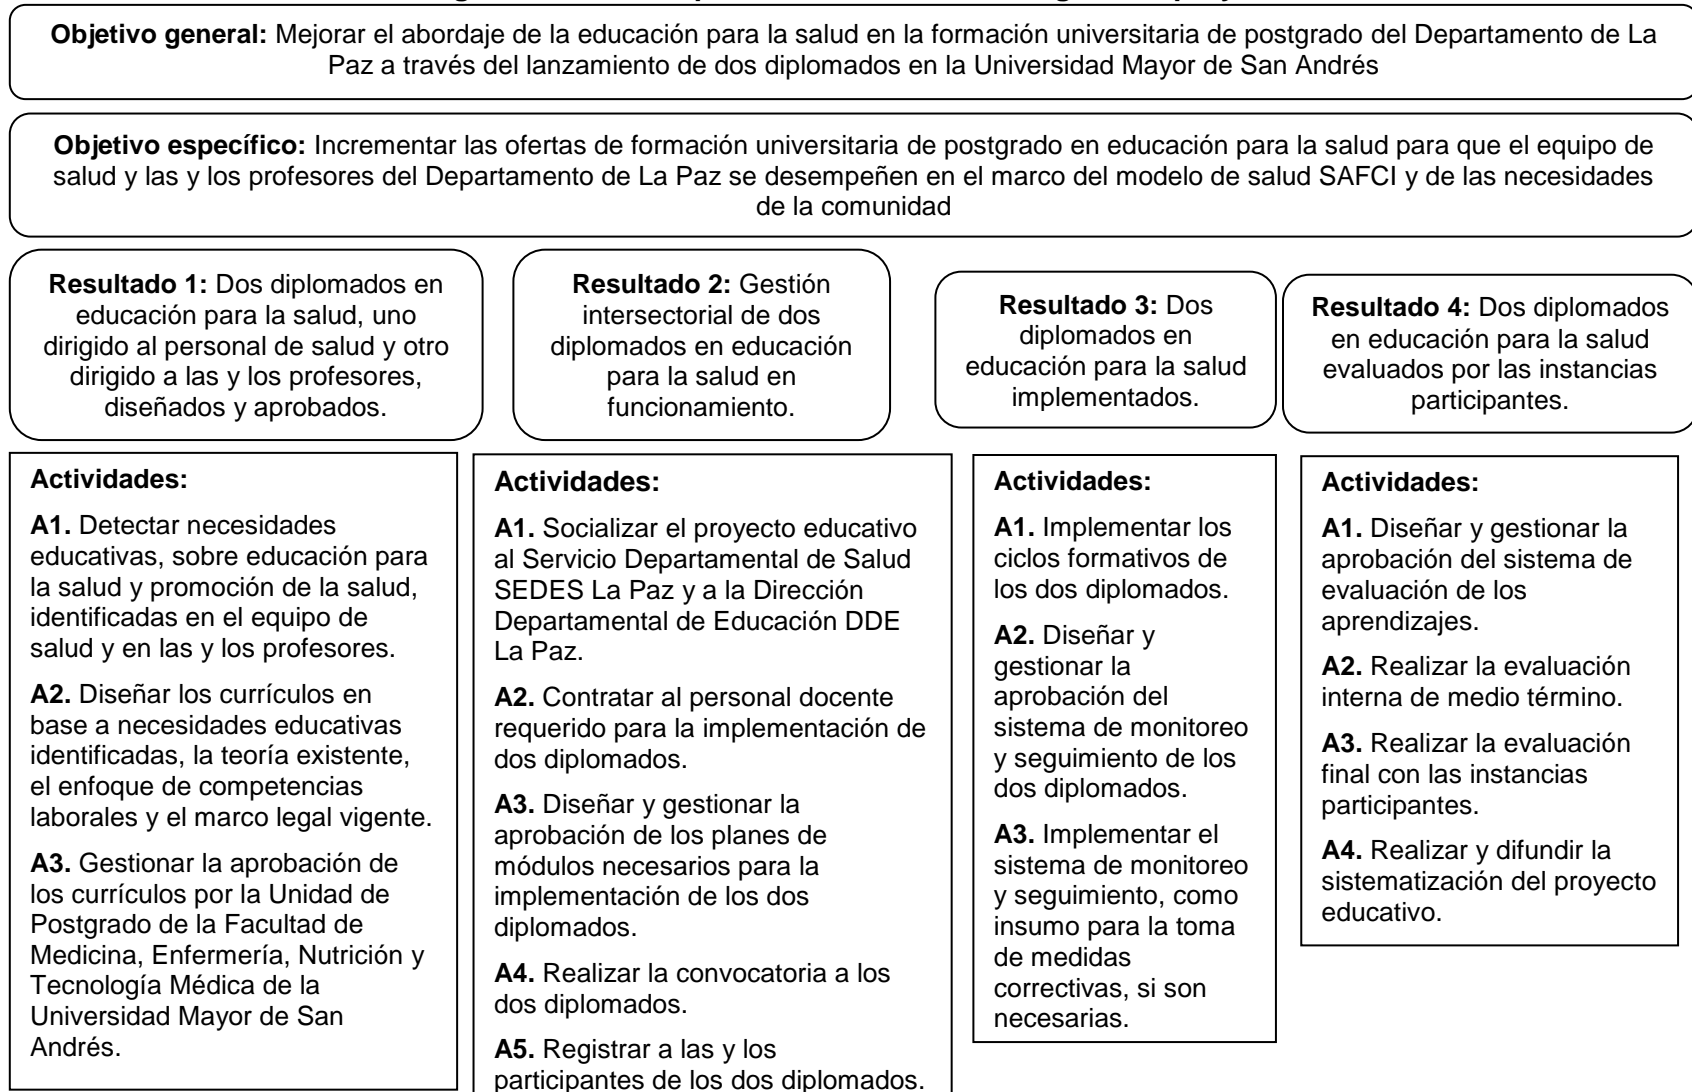 Objetivo general: Mejorar el abordaje de la educación para la salud en la formación universitaria de postgrado del Departamento de La
Paz a través del lanzamiento de dos diplomados en la Universidad Mayor de San Andrés
Objetivo específico: Incrementar las ofertas de formación universitaria de postgrado en educación para la salud para que el equipo de
salud y las y los profesores del Departamento de La Paz se desempeñen en el marco del modelo de salud SAFCI y de las necesidades
de la comunidad
Resultado 1: Dos diplomados en
educación para la salud, uno
dirigido al personal de salud y otro
dirigido a las y los profesores,
diseñados y aprobados.
Resultado 2: Gestión
intersectorial de dos
diplomados en educación
para la salud en
funcionamiento.
Resultado 3: Dos
diplomados en
educación para la salud
implementados.
Resultado 4: Dos diplomados
en educación para la salud
evaluados por las instancias
participantes.
Actividades:
A1. Detectar necesidades
educativas, sobre educación para
la salud y promoción de la salud,
identificadas en el equipo de
salud y en las y los profesores.
A2. Diseñar los currículos en
base a necesidades educativas
identificadas, la teoría existente,
el enfoque de competencias
laborales y el marco legal vigente.
A3. Gestionar la aprobación de
los currículos por la Unidad de
Postgrado de la Facultad de
Medicina, Enfermería, Nutrición y
Tecnología Médica de la
Universidad Mayor de San
Andrés.
Actividades:
A1. Socializar el proyecto educativo
al Servicio Departamental de Salud
SEDES La Paz y a la Dirección
Departamental de Educación DDE
La Paz.
A2. Contratar al personal docente
requerido para la implementación de
dos diplomados.
A3. Diseñar y gestionar la
aprobación de los planes de
módulos necesarios para la
implementación de los dos
diplomados.
A4. Realizar la convocatoria a los
dos diplomados.
A5. Registrar a las y los
participantes de los dos diplomados.
Actividades:
A1. Implementar los
ciclos formativos de
los dos diplomados.
A2. Diseñar y
gestionar la
aprobación del
sistema de monitoreo
y seguimiento de los
dos diplomados.
A3. Implementar el
sistema de monitoreo
y seguimiento, como
insumo para la toma
de medidas
correctivas, si son
necesarias.
Actividades:
A1. Diseñar y gestionar la
aprobación del sistema de
evaluación de los
aprendizajes.
A2. Realizar la evaluación
interna de medio término.
A3. Realizar la evaluación
final con las instancias
participantes.
A4. Realizar y difundir la
sistematización del proyecto
educativo.